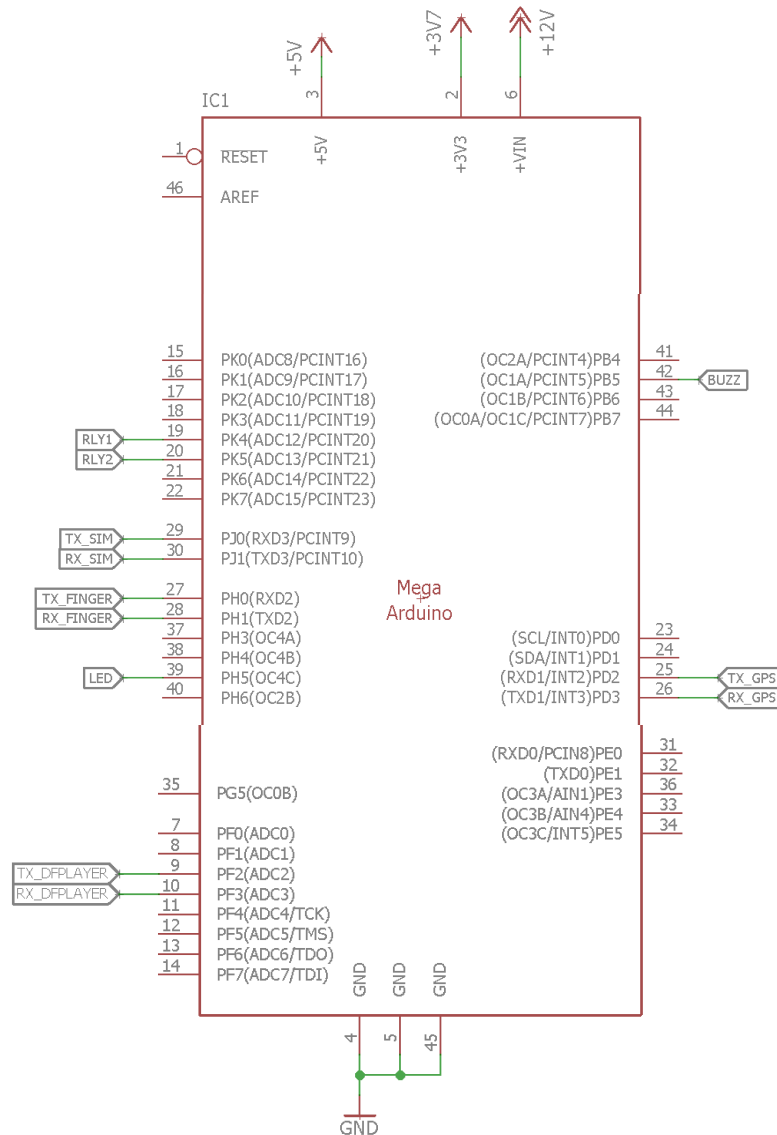 +5V
+3V7
+12V
3
2
6
IC1
+5V
+3V3
+VIN
1 RESET
46 AREF
15 PK0(ADC8/PCINT16)
16 PK1(ADC9/PCINT17)
17 PK2(ADC10/PCINT18)
18 PK3(ADC11/PCINT19)
RLY1 19 PK4(ADC12/PCINT20)
RLY2 20 PK5(ADC13/PCINT21)
21 PK6(ADC14/PCINT22)
22 PK7(ADC15/PCINT23)
(OC2A/PCINT4)PB4 41
(OC1A/PCINT5)PB5 42 BUZZ
(OC1B/PCINT6)PB6 43
(OC0A/OC1C/PCINT7)PB7 44
TX_SIM 29 PJ0(RXD3/PCINT9)
RX_SIM 30 PJ1(TXD3/PCINT10)
TX_FINGER 27 PH0(RXD2)
RX_FINGER 28 PH1(TXD2)
37 PH3(OC4A)
38 PH4(OC4B)
LED 39 PH5(OC4C)
40 PH6(OC2B)
Mega
Arduino
(SCL/INT0)PD0 23
(SDA/INT1)PD1 24
(RXD1/INT2)PD2 25 TX_GPS
(TXD1/INT3)PD3 26 RX_GPS
(RXD0/PCIN8)PE0 31
(TXD0)PE1 32
(OC3A/AIN1)PE3 36
(OC3B/AIN4)PE4 33
(OC3C/INT5)PE5 34
35 PG5(OC0B)
7 PF0(ADC0)
8 PF1(ADC1)
TX_DFPLAYER 9 PF2(ADC2)
RX_DFPLAYER 10 PF3(ADC3)
11 PF4(ADC4/TCK)
12 PF5(ADC5/TMS)
13 PF6(ADC6/TDO)
14 PF7(ADC7/TDI)
GND
GND
GND
4
5
45
GND